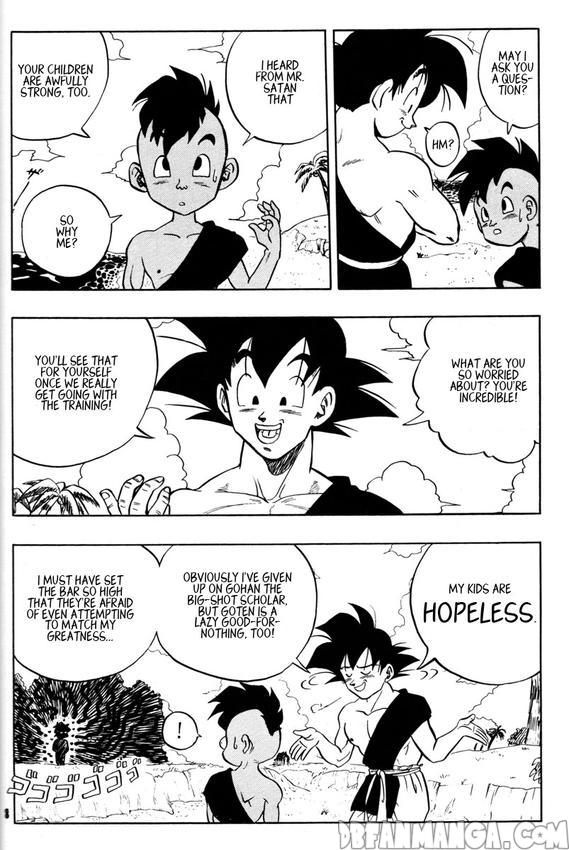 MAY I
ASK YOU
A QUES-
TION?
HM?
I HEARD
FROM MR.
SATAN
THAT
YOUR CHILDREN
ARE AWFULLY
STRONG, TOO.
SO
WHY
ME?
WHAT ARE YOU
SO WORRIED
ABOUT? YOU'RE
INCREDIBLE!
YOU'LL SEE THAT
FOR YOURSELF
ONCE WE REALLY
GET GOING WITH
THE TRAINING!
MY KIDS ARE
HOPELESS.
OBVIOUSLY I'VE GIVEN
UP ON GOHAN THE
BIG-SHOT SCHOLAR,
BUT GOTEN IS A
LAZY GOOD-FOR-
NOTHING, TOO!
I MUST HAVE SET
THE BAR SO HIGH
THAT THEY'RE AFRAID
OF EVEN ATTEMPTING
TO MATCH MY
GREATNESS...
!
ゴゴゴゴゴ
DBFANMANGA.COM